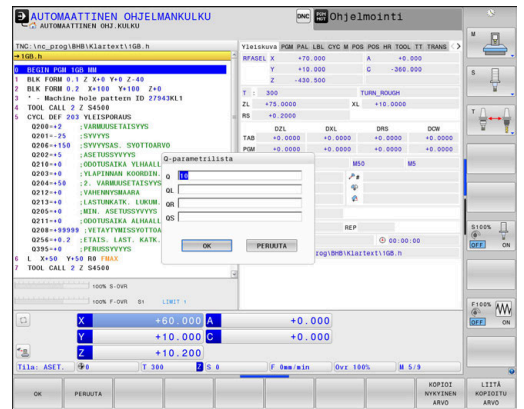 AUTOMAATTINEN OHJELMANKULKU
AUTOMAATTINEN OHJ.KULKU
DNC
Ohjelmointi
TNC:\nc_prog\BHB\Klartext\1GB.h
→1GB.h
0 BEGIN PGM 1GB MM
1 BLK FORM 0.1 Z X+0 Y+0 Z-40
2 BLK FORM 0.2 X+100 Y+100 Z+0
3 * - Machine hole pattern ID 27943KL1
4 TOOL CALL 2 Z S4500
5 CYCL DEF 203 YLEISPORAUS
Q200=+2 ;VARMUUSETAISYYS
Q201=-25 ;SYVYYS
Q206=+150 ;SYVYYSAS. SYOTTOARVO
Q202=+5 ;ASETUSSYVYYS
Q210=+0 ;ODOTUSAIKA YLHAALL
Q203=+0 ;YLAPINNAN KOORDIN.
Q204=+50 ;2. VARMUUSETAISYYS
Q212=+0 ;VAHENNYSMAARA
Q213=+0 ;LASTUNKATK. LUKUM.
Q205=+0 ;MIN. ASETUSSYVYYS
Q211=+0 ;ODOTUSAIKA ALHAALL
Q208=+99999 ;VETAYTYMISSYOTTOA
Q256=+0.2 ;ETAIS. LAST. KATK.
Q395=+0 ;PERUSSYVYYS
6 L X+50 Y+50 R0 FMAX
7 TOOL CALL 2 Z S4500
Yleiskuva PGM PAL LBL CYC M POS POS HR TOOL TT TRANS
RFASEL X +70.000 A +0.000
Y +10.000 C -360.000
Z -430.500
T : 300 TURN_ROUGH
ZL +75.0000 XL +10.0000
RS +0.2000
DZL DXL DRS DCW
TAB +0.0000 +0.0000 +0.0000 +0.0000
PGM +0.0000 +0.0000 +0.0000 +0.0000
M50 M5
REP
00:00:00
rog\BHB\Klartext\1GB.h
Q-parametrilista
Q 10
QL
QR
QS
OK
PERUUTA
100% S-OVR
100% F-OVR S1 LIMIT 1
X +60.000 A +0.000
Y +10.000 C +0.000
Z +10.200
Tila: ASET. 0 T 300 Z S 0 F 0mm/min Ovr 100% M 5/9
M
S
T
S100%
OFF ON
F100%
OFF ON
OK
PERUUTA
KOPIOI NYKYINEN ARVO
LIITÄ KOPIOITU ARVO